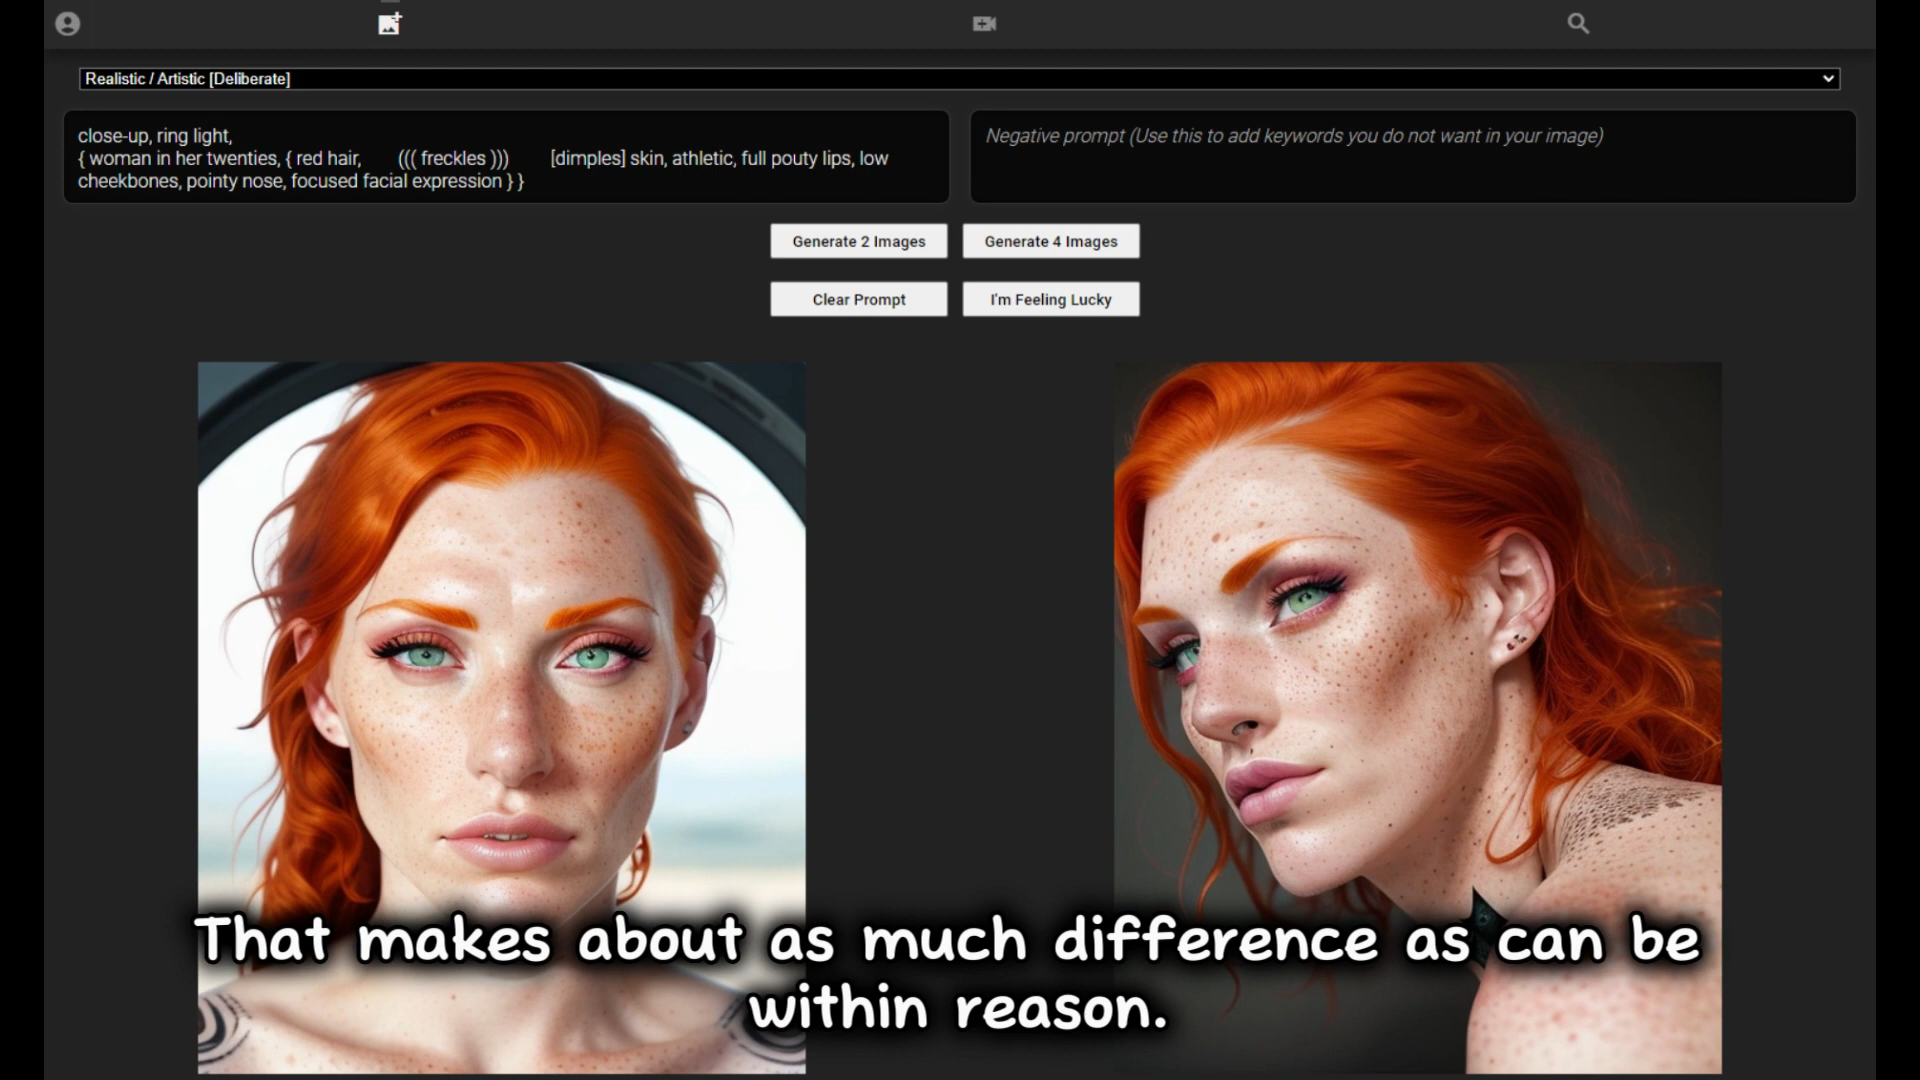 Realistic / Artistic [Deliberate]
close-up, ring light,
{ woman in her twenties, { red hair, ((( freckles ))) [dimples] skin, athletic, full pouty lips, low
cheekbones, pointy nose, focused facial expression } }
Negative prompt (Use this to add keywords you do not want in your image)
Generate 2 Images
Generate 4 Images
Clear Prompt
I'm Feeling Lucky
That makes about as much difference as can be
within reason.